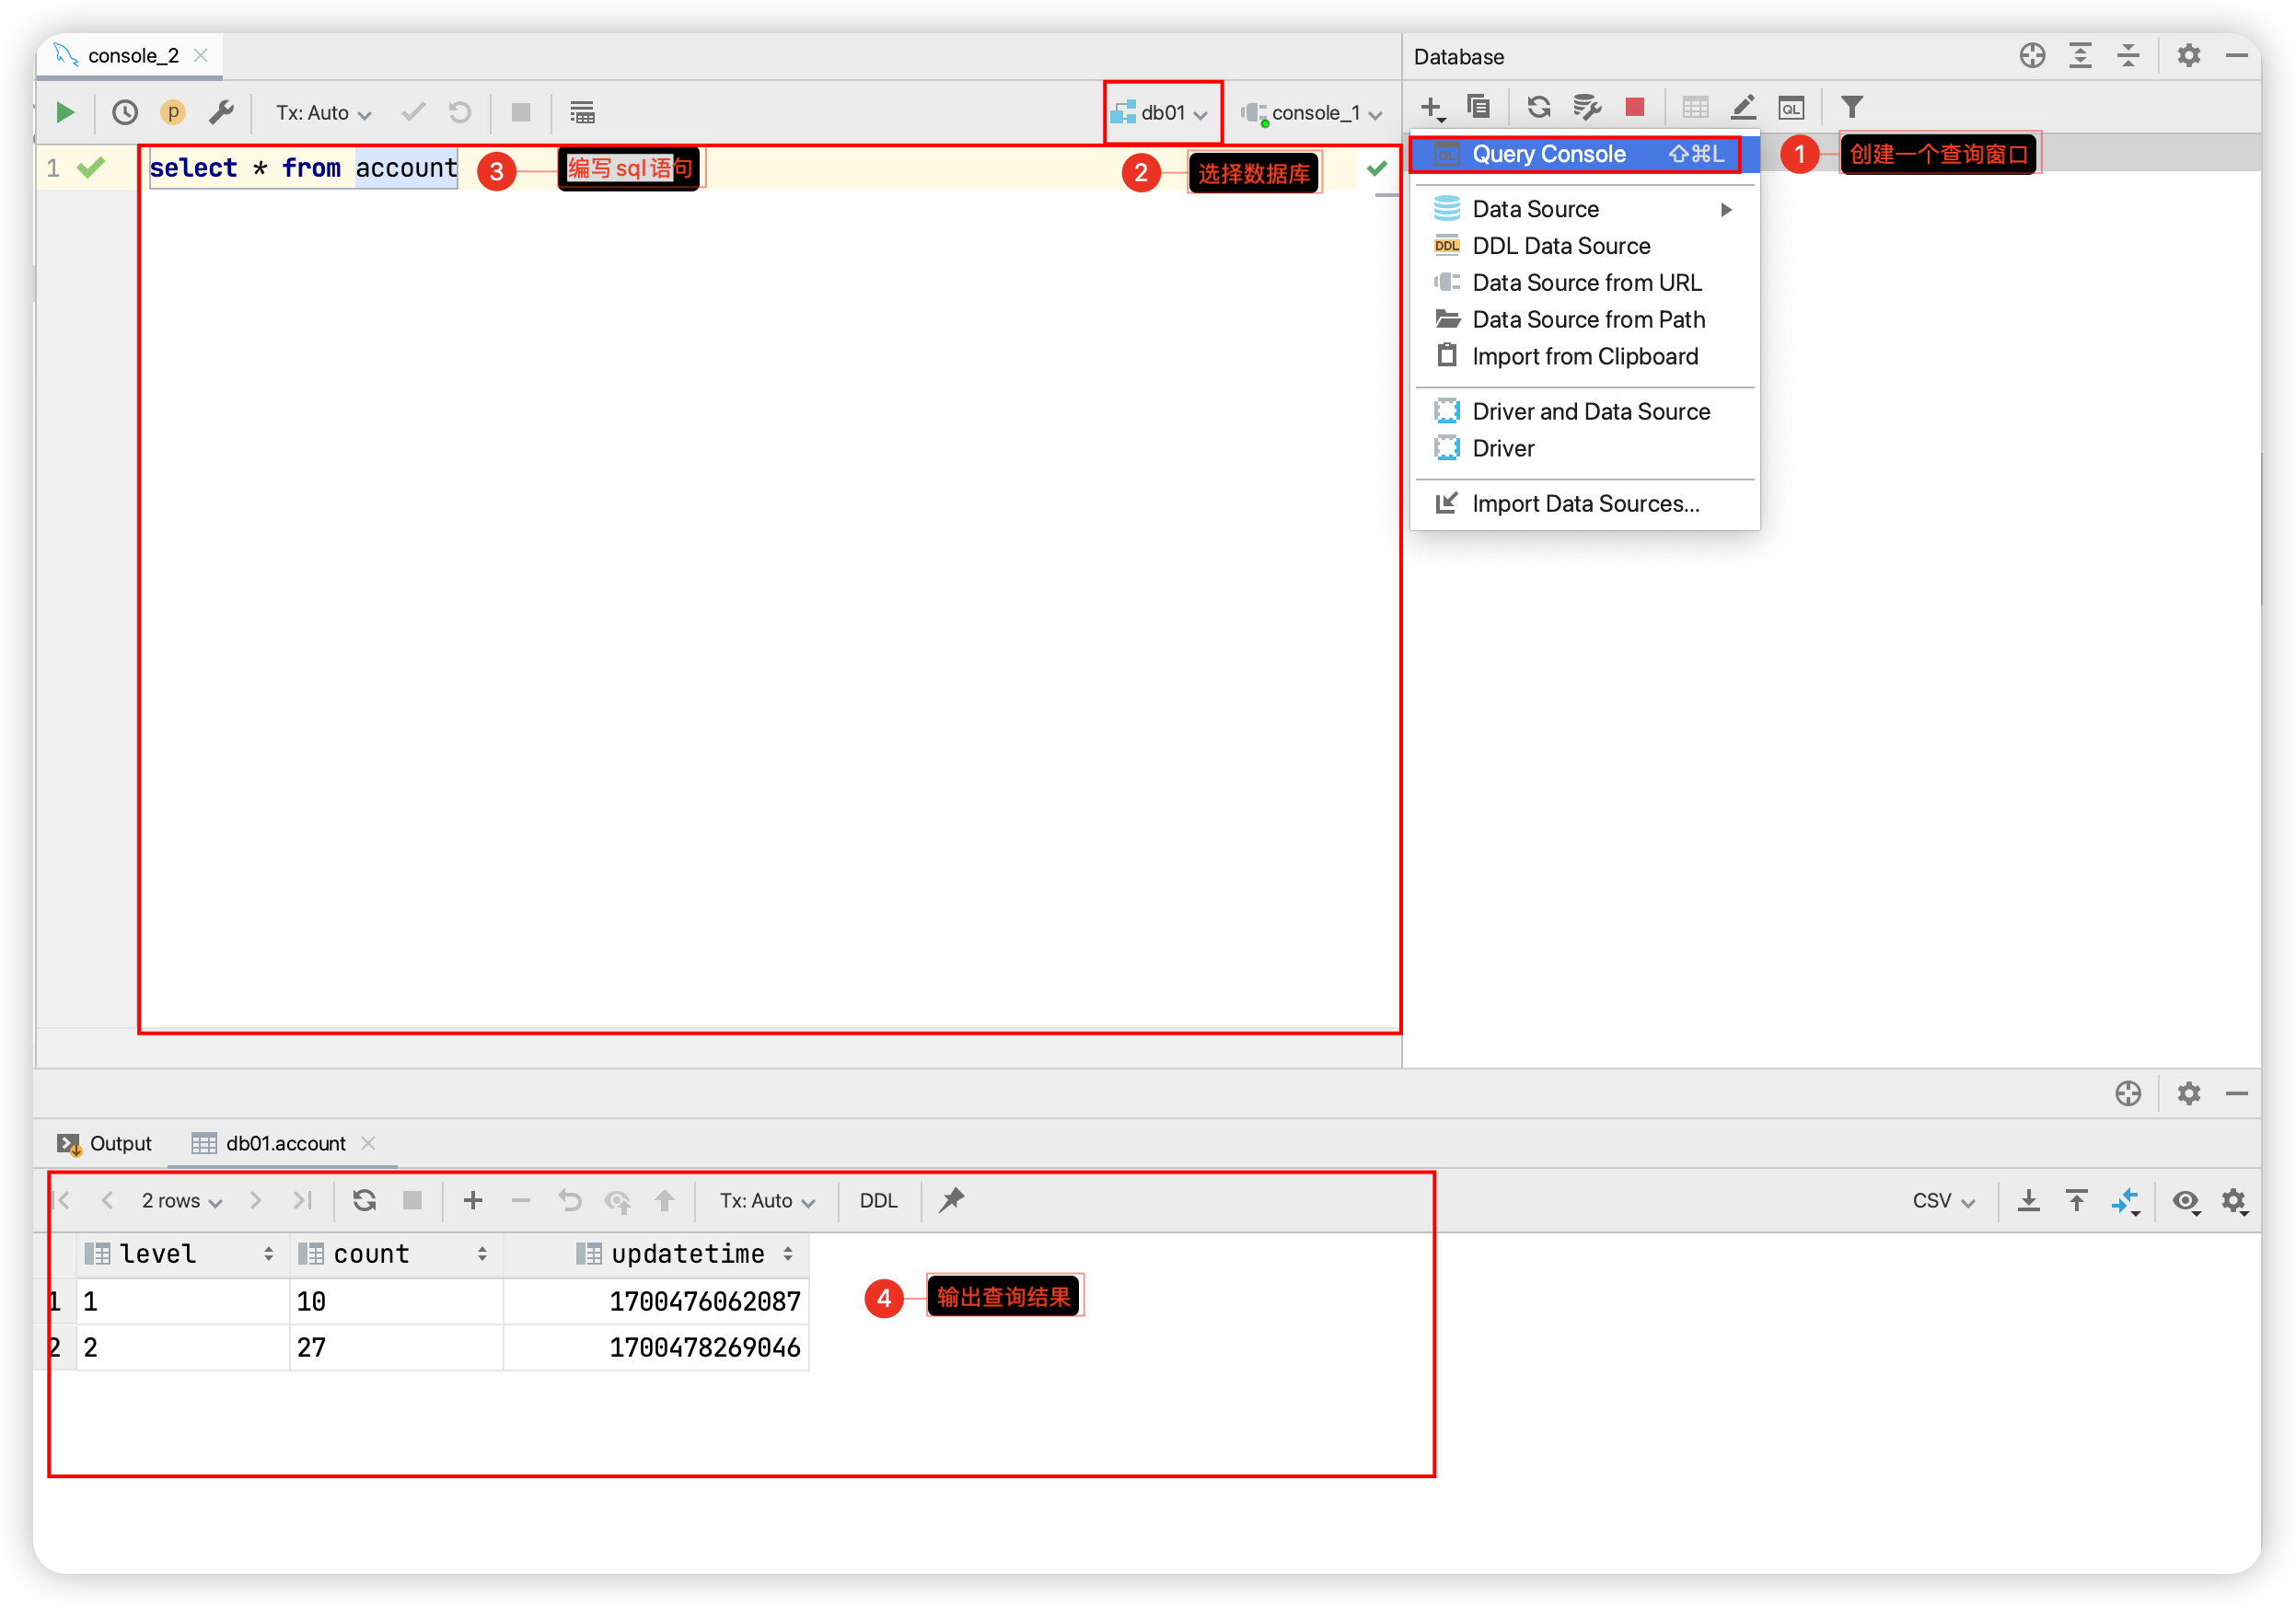 console_2
Database
Tx: Auto
db01
console_1
1
select * from account
3
编写 sql 语句
2
选择数据库
Query Console ⇧⌘L
1
创建一个查询窗口
Data Source
DDL Data Source
Data Source from URL
Data Source from Path
Import from Clipboard
Driver and Data Source
Driver
Import Data Sources...
Output
db01.account
2 rows
Tx: Auto
DDL
CSV
level count updatetime
1 1 10 1700476062087
2 2 27 1700478269046
4
输出查询结果